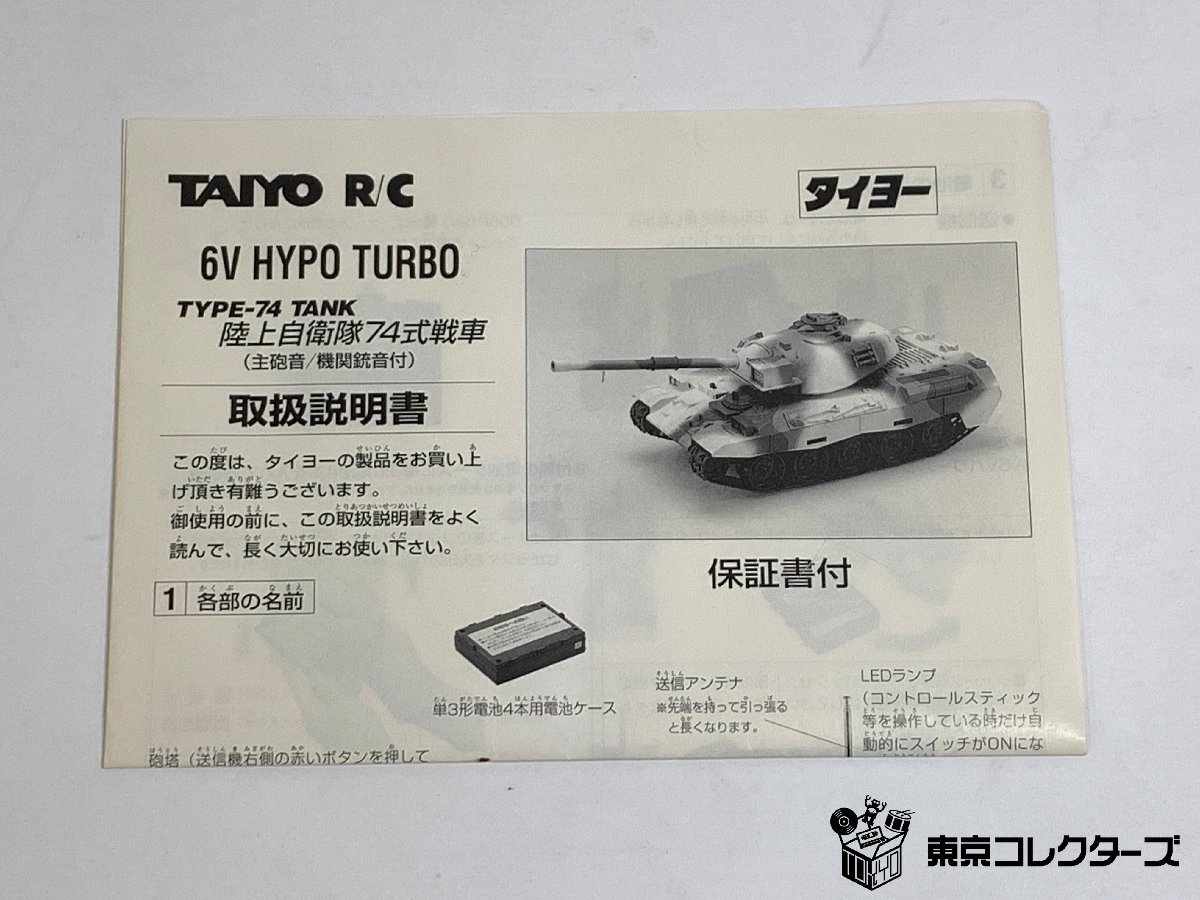 TAIYO R/C
タイヨー
6V HYPO TURBO
TYPE-74 TANK
陸上自衛隊74式戦車
（主砲音/機関銃音付）
取扱説明書
この度は、タイヨーの製品をお買い上
げ頂き有難うございます。
御使用の前に、この取扱説明書をよく
読んで、長く大切にお使い下さい。
保証書付
1 各部の名前
単3形電池4本用電池ケース
送信アンテナ
※先端を持って引っ張る
と長くなります。
LEDランプ
（コントロールスティック
等を操作している時だけ自
動的にスイッチがONにな
砲塔（送信機右側の赤いボタンを押して
東京コレクターズ